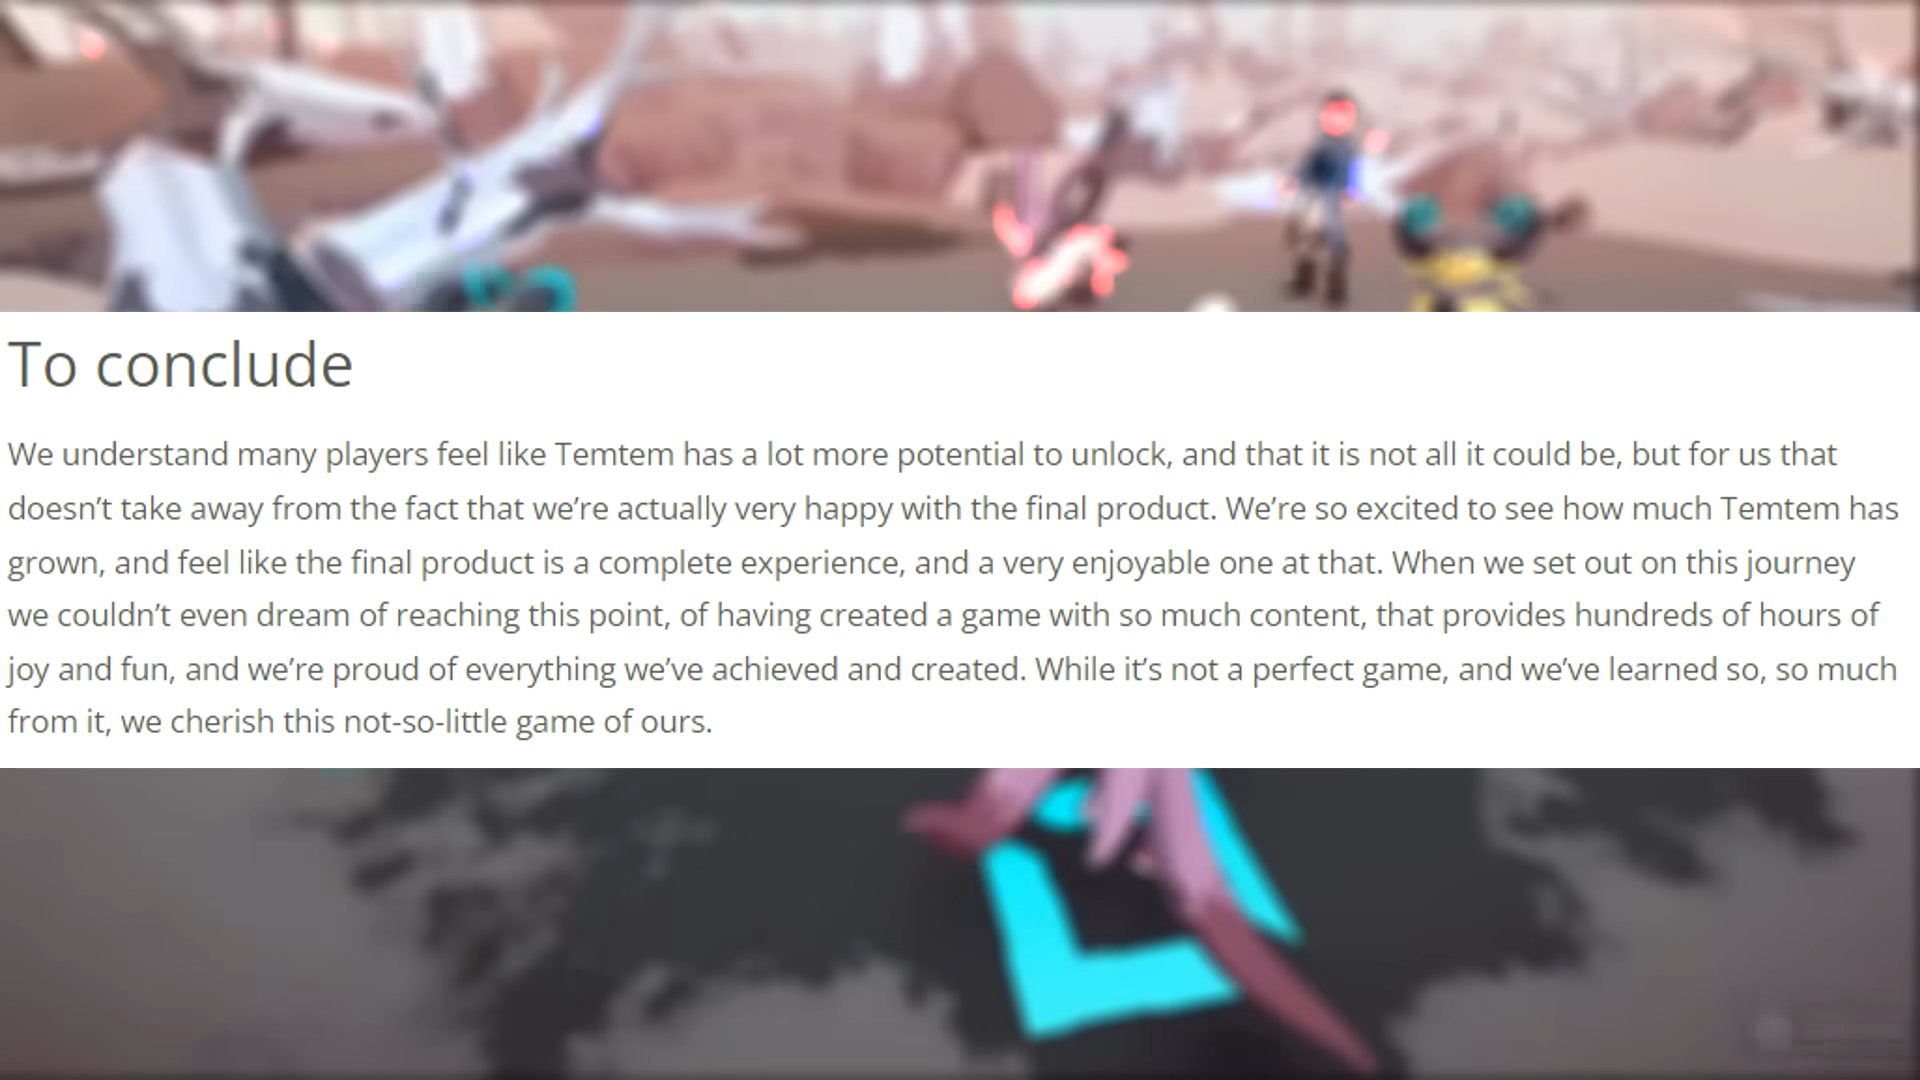 To conclude
We understand many players feel like Temtem has a lot more potential to unlock, and that it is not all it could be, but for us that
doesn’t take away from the fact that we’re actually very happy with the final product. We’re so excited to see how much Temtem has
grown, and feel like the final product is a complete experience, and a very enjoyable one at that. When we set out on this journey
we couldn’t even dream of reaching this point, of having created a game with so much content, that provides hundreds of hours of
joy and fun, and we’re proud of everything we’ve achieved and created. While it’s not a perfect game, and we’ve learned so, so much
from it, we cherish this not-so-little game of ours.